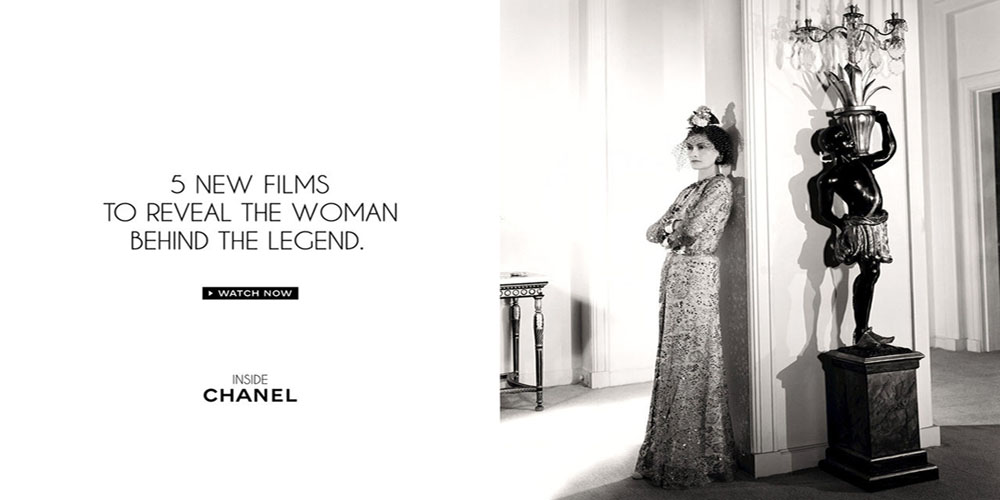 5 NEW FILMS
TO REVEAL THE WOMAN
BEHIND THE LEGEND.
WATCH NOW
INSIDE
CHANEL